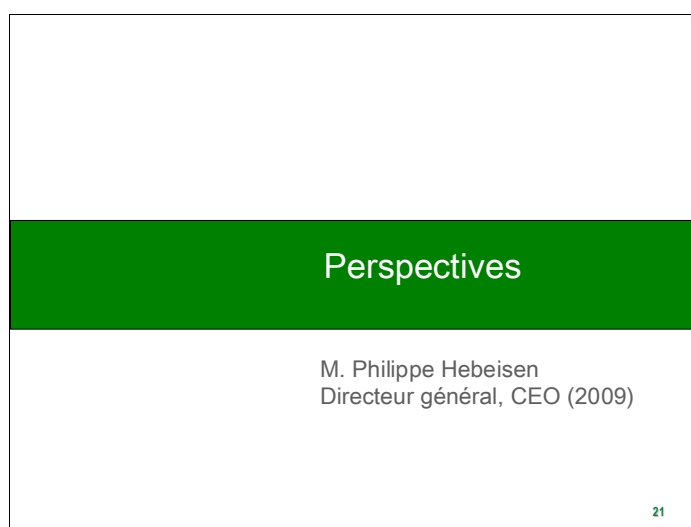 Perspectives
M. Philippe Hebeisen
Directeur général, CEO (2009)
21